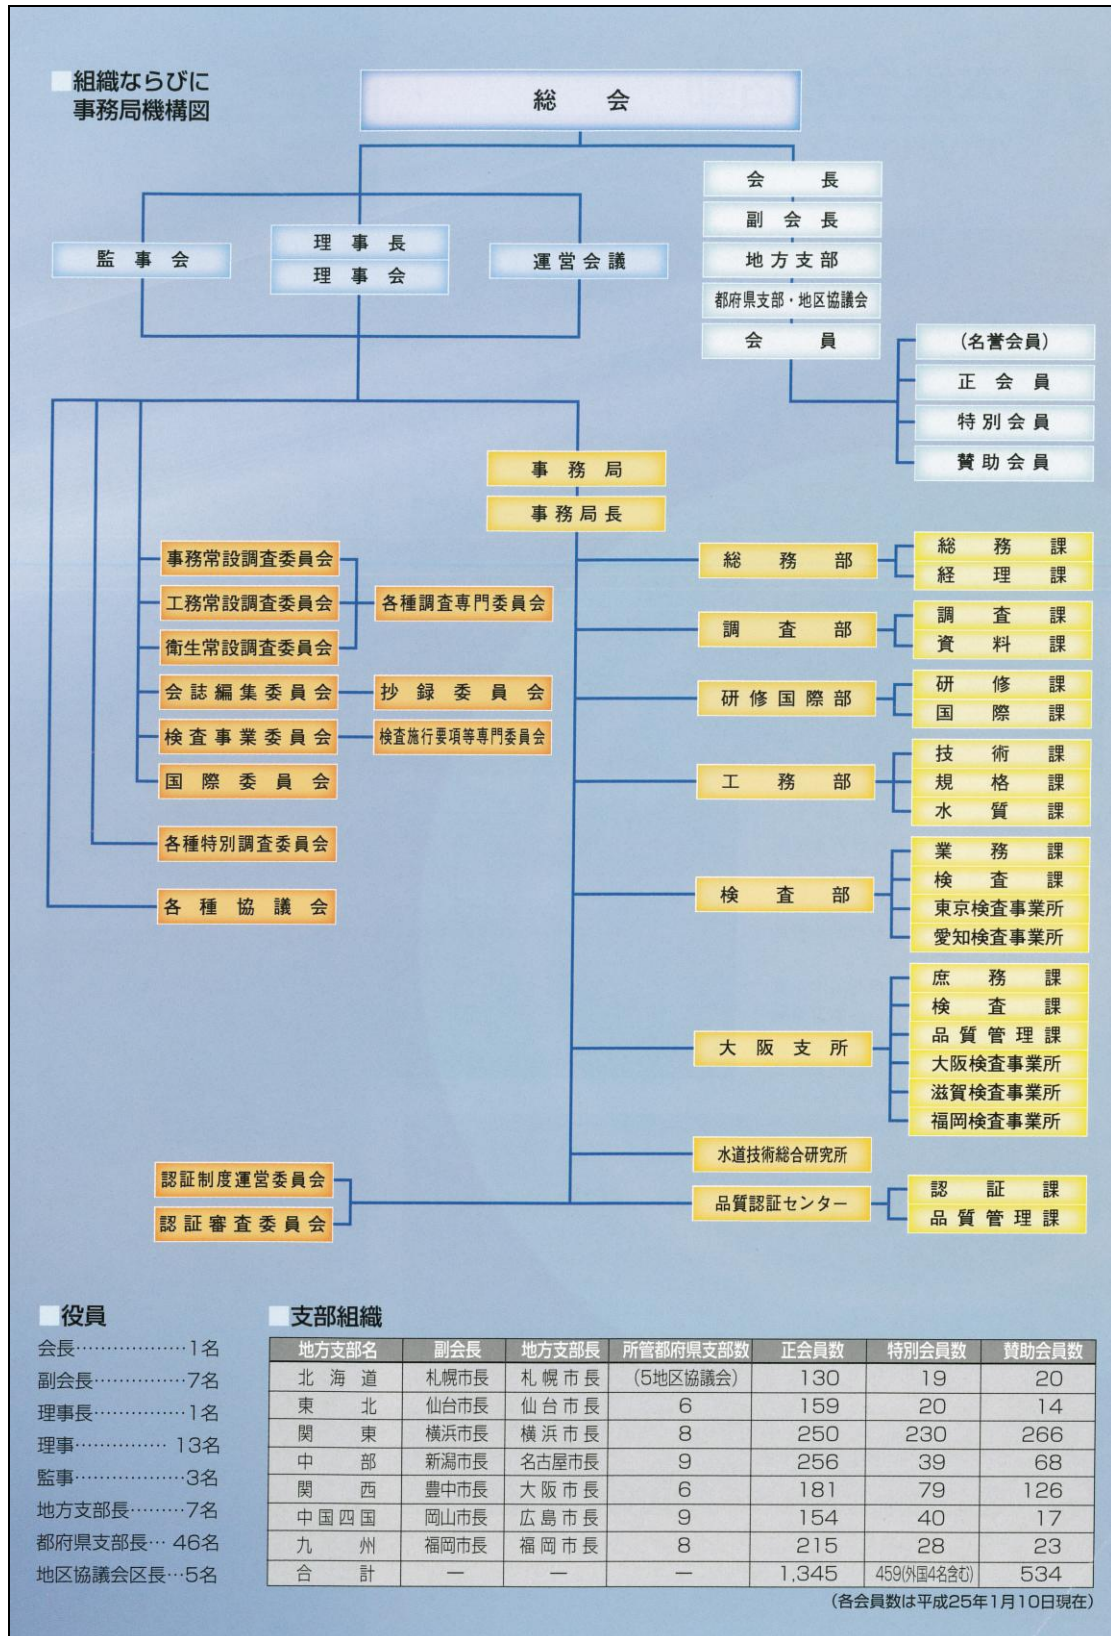 ■組織ならびに
事務局機構図
総会
会長
副会長
地方支部
都府県支部・地区協議会
会員
(名誉会員)
正会員
特別会員
賛助会員
監事会
理事長
理事会
運営会議
事務局
事務局長
事務常設調査委員会
工務常設調査委員会
衛生常設調査委員会
各種調査専門委員会
会誌編集委員会
抄録委員会
検査事業委員会
検査施行要項等専門委員会
国際委員会
各種特別調査委員会
各種協議会
総務部
総務課
経理課
調査部
調査課
資料課
研修国際部
研修課
国際課
工務部
技術課
規格課
水質課
検査部
業務課
検査課
東京検査事業所
愛知検査事業所
大阪支所
庶務課
検査課
品質管理課
大阪検査事業所
滋賀検査事業所
福岡検査事業所
水道技術総合研究所
品質認証センター
認証課
品質管理課
認証制度運営委員会
認証審査委員会
■役員
会長………………1名
副会長……………7名
理事長……………1名
理事…………… 13名
監事………………3名
地方支部長………7名
都府県支部長… 46名
地区協議会区長…5名
■支部組織
地方支部名 副会長 地方支部長 所管都府県支部数 正会員数 特別会員数 賛助会員数
北海道 札幌市長 札幌市長 (5地区協議会) 130 19 20
東北 仙台市長 仙台市長 6 159 20 14
関東 横浜市長 横浜市長 8 250 230 266
中部 新潟市長 名古屋市長 9 256 39 68
関西 豊中市長 大阪市長 6 181 79 126
中国四国 岡山市長 広島市長 9 154 40 17
九州 福岡市長 福岡市長 8 215 28 23
合計 — — — 1,345 459(外国4名含む) 534
(各会員数は平成25年1月10日現在)